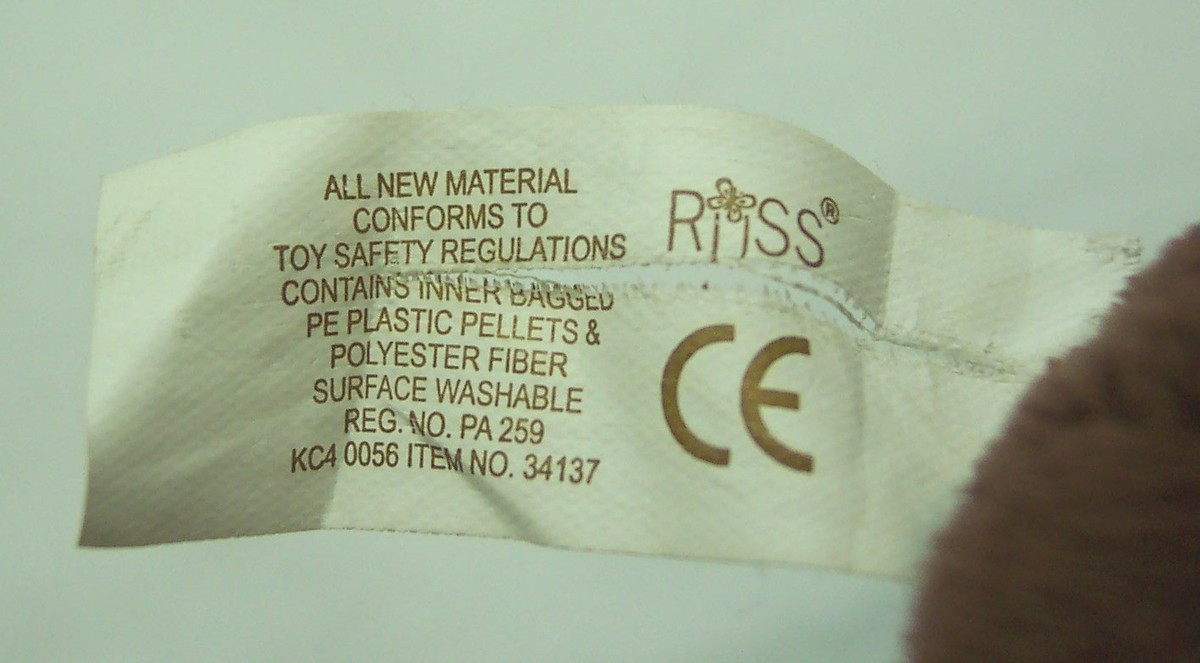 ALL NEW MATERIAL
CONFORMS TO
TOY SAFETY REGULATIONS
CONTAINS INNER BAGGED
PE PLASTIC PELLETS &
POLYESTER FIBER
SURFACE WASHABLE
REG. NO. PA 259
KC4 0056 ITEM NO. 34137
RUSS®
CE